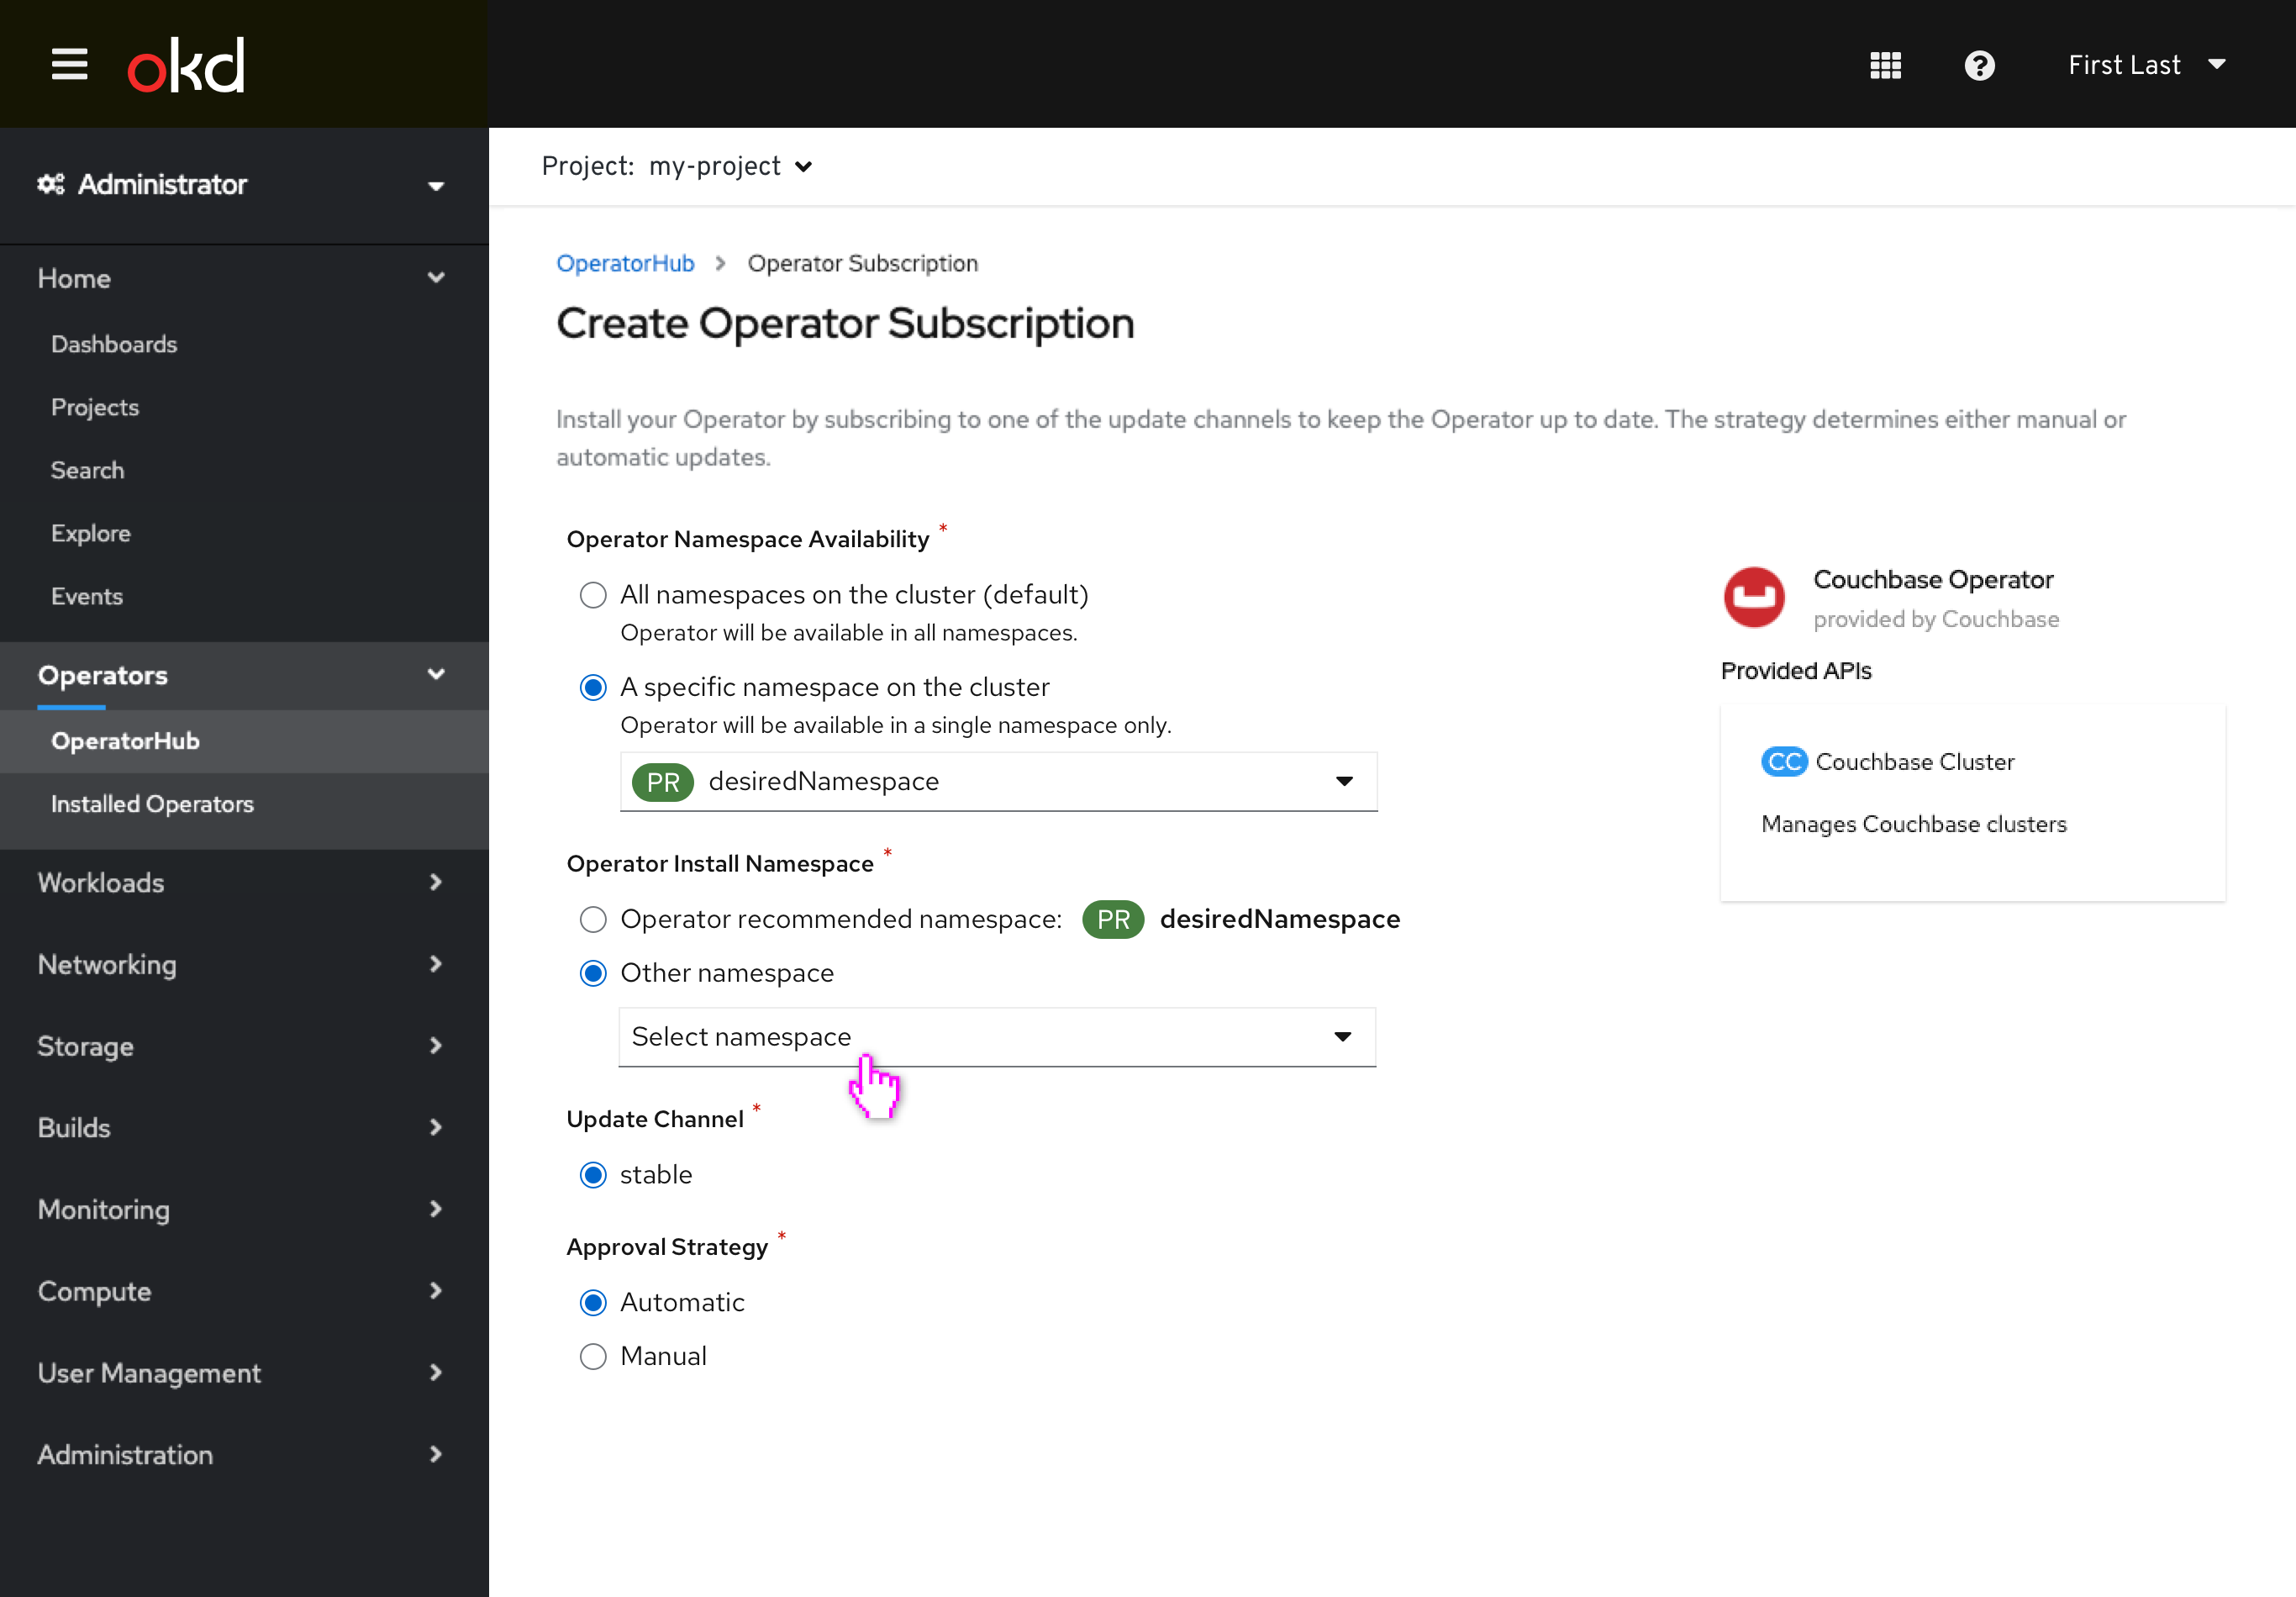 okd
First Last
Administrator
Project: my-project
Home
Dashboards
Projects
Search
Explore
Events
Operators
OperatorHub
Installed Operators
Workloads
Networking
Storage
Builds
Monitoring
Compute
User Management
Administration
OperatorHub > Operator Subscription
Create Operator Subscription
Install your Operator by subscribing to one of the update channels to keep the Operator up to date. The strategy determines either manual or
automatic updates.
Operator Namespace Availability *
All namespaces on the cluster (default)
Operator will be available in all namespaces.
A specific namespace on the cluster
Operator will be available in a single namespace only.
PR desiredNamespace
Operator Install Namespace *
Operator recommended namespace: PR desiredNamespace
Other namespace
Select namespace
Update Channel *
stable
Approval Strategy *
Automatic
Manual
Couchbase Operator
provided by Couchbase
Provided APIs
CC Couchbase Cluster
Manages Couchbase clusters